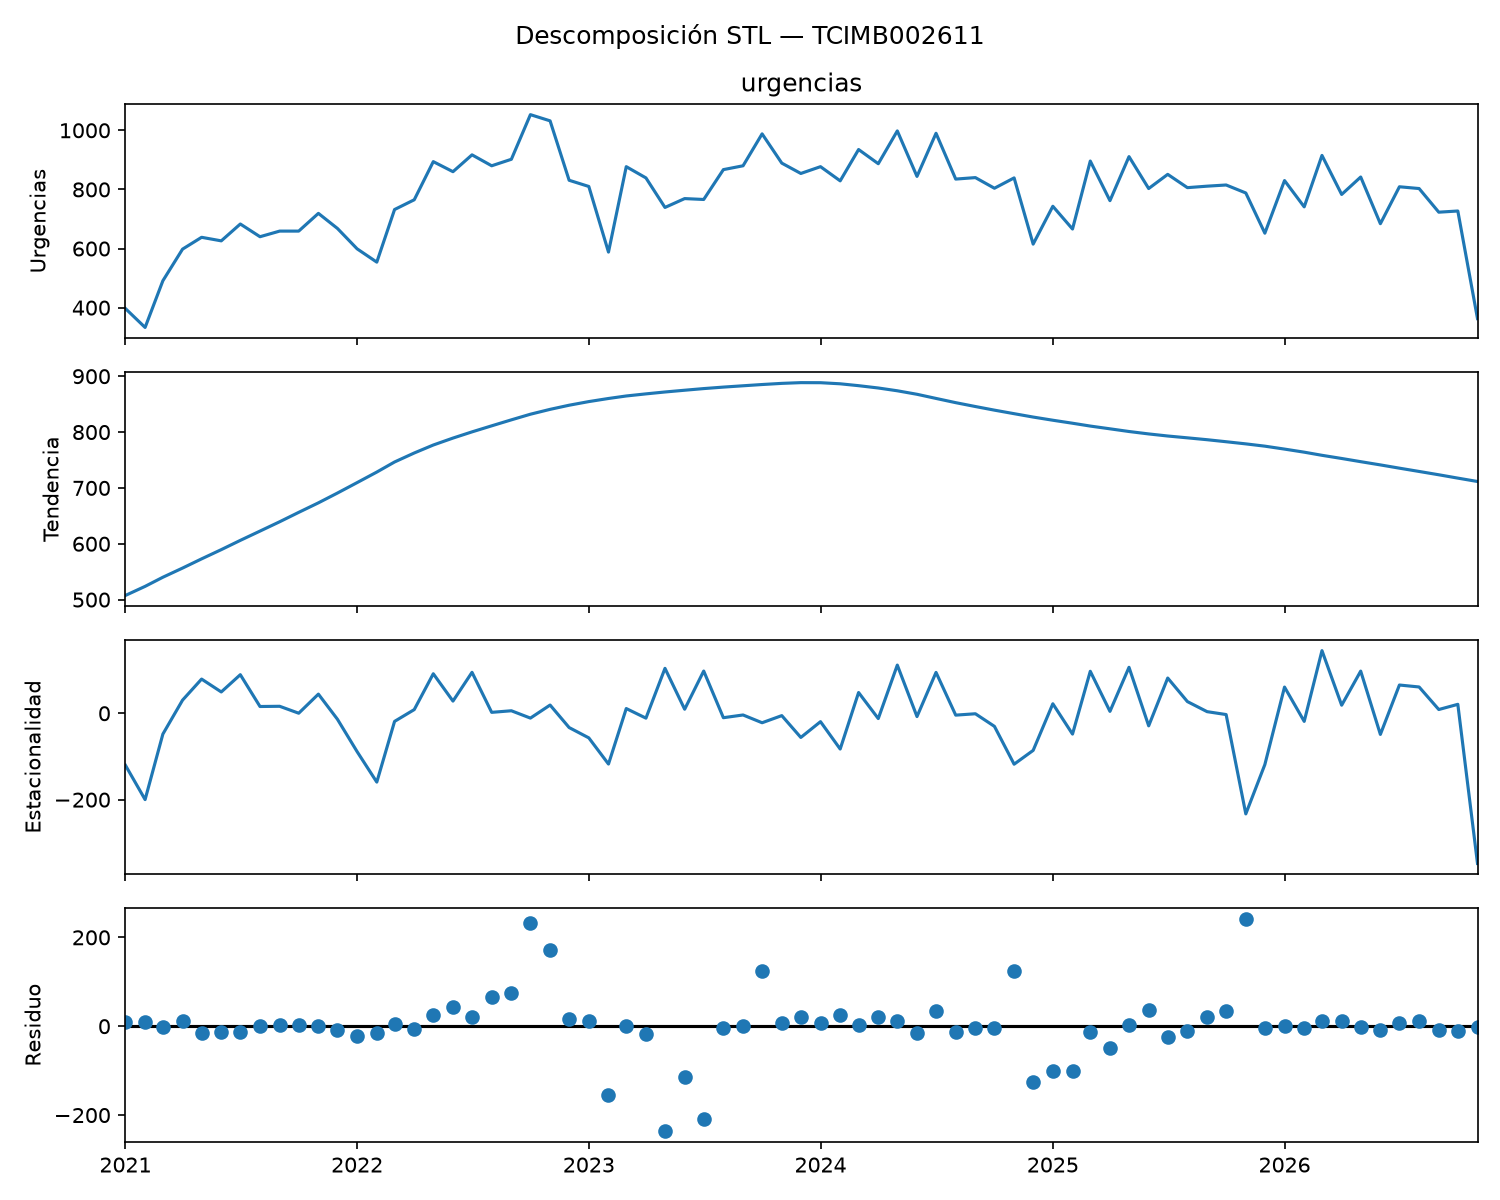 Descomposición STL — TCIMB002611
urgencias
Urgencias
1000
800
600
400
Tendencia
900
800
700
600
500
Estacionalidad
0
−200
Residuo
200
0
−200
2021 2022 2023 2024 2025 2026